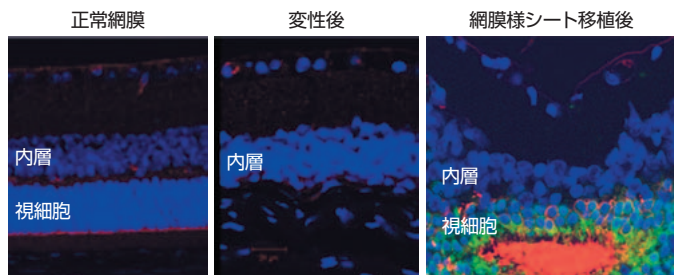 正常網膜
変性後
網膜様シート移植後
内層
視細胞
内層
内層
視細胞